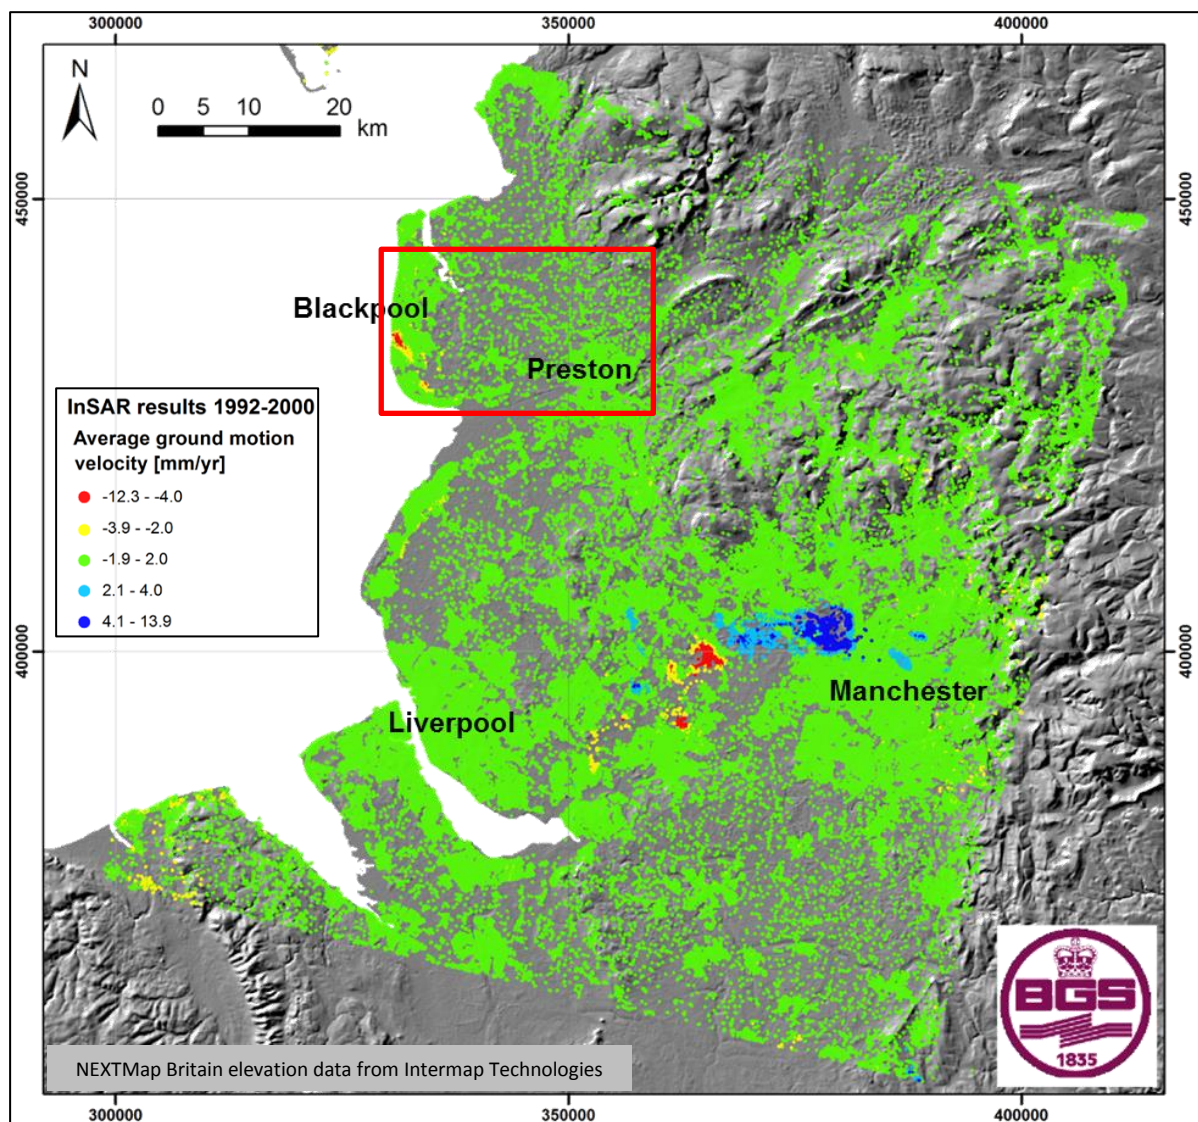 300000 350000 400000
N
0 5 10 20
km
450000 450000
Blackpool
Preston
InSAR results 1992-2000
Average ground motion
velocity [mm/yr]
-12.3 - -4.0
-3.9 - -2.0
-1.9 - 2.0
2.1 - 4.0
4.1 - 13.9
400000 400000
Manchester
Liverpool
BGS
1835
NEXTMap Britain elevation data from Intermap Technologies
300000 350000 400000